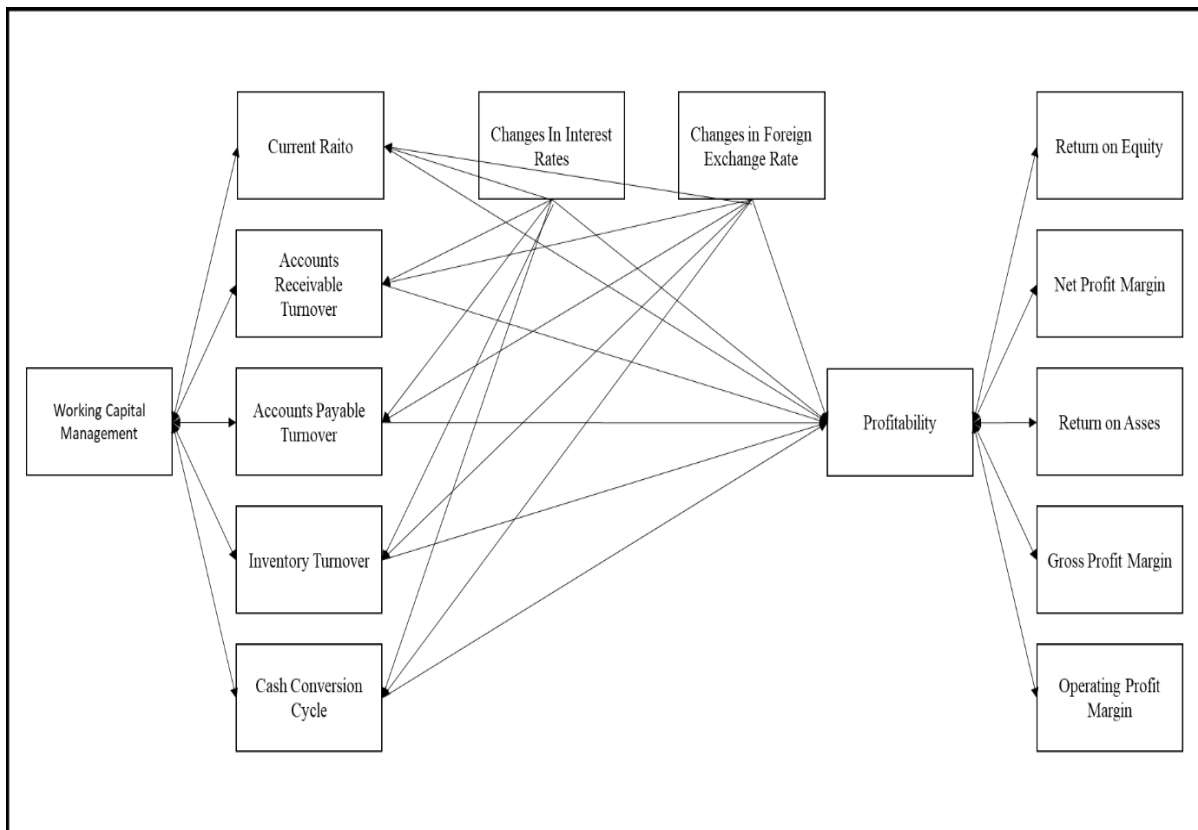 Current Raito
Changes In Interest
Rates
Changes in Foreign
Exchange Rate
Return on Equity
Accounts
Receivable
Turnover
Net Profit Margin
Working Capital
Management
Accounts Payable
Turnover
Profitability
Return on Asses
Inventory Turnover
Gross Profit Margin
Cash Conversion
Cycle
Operating Profit
Margin